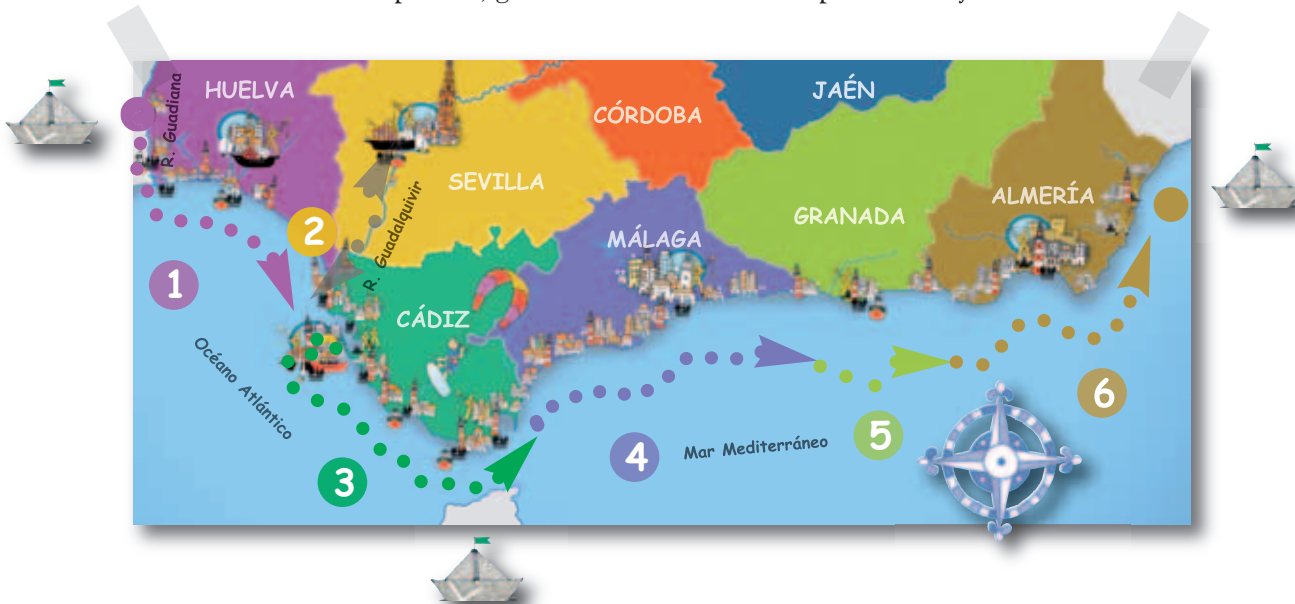 HUELVA
JAÉN
CÓRDOBA
R. Guadiana
SEVILLA
ALMERÍA
GRANADA
2
R. Guadalquivir
MÁLAGA
1
CÁDIZ
Océano Atlántico
6
5
Mar Mediterráneo
4
3